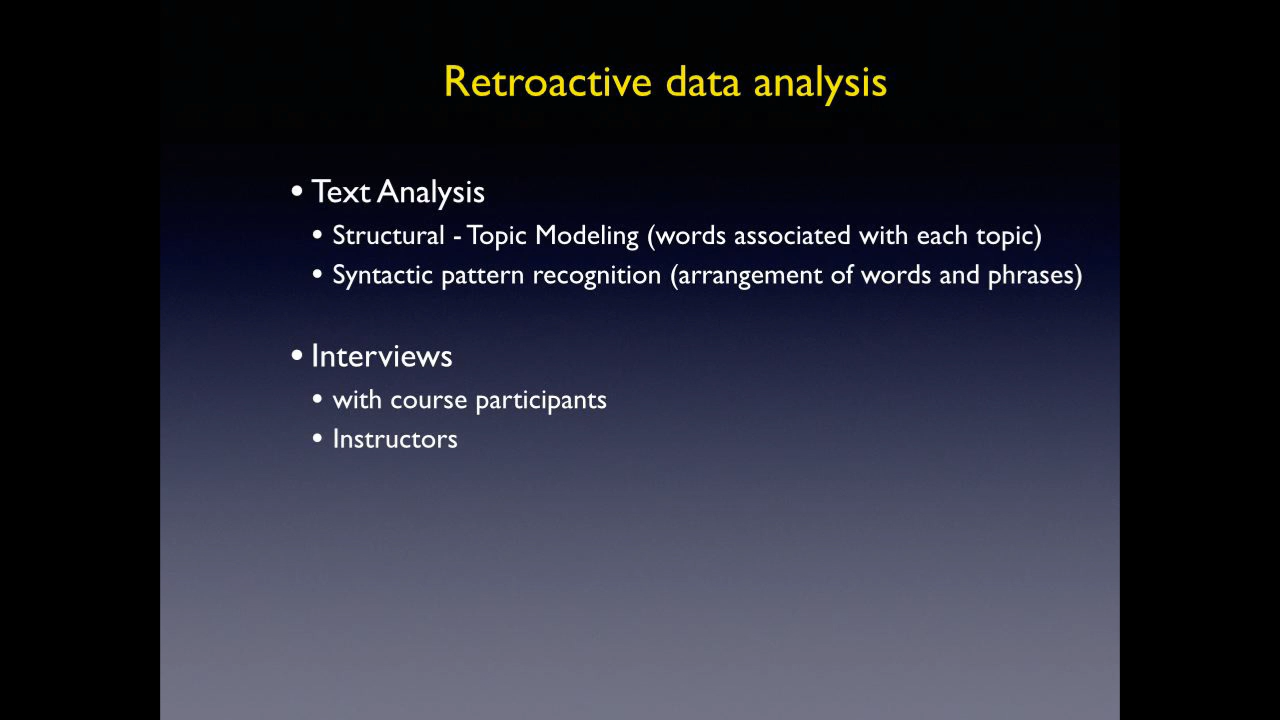 Retroactive data analysis
• Text Analysis
• Structural - Topic Modeling (words associated with each topic)
• Syntactic pattern recognition (arrangement of words and phrases)
• Interviews
• with course participants
• Instructors